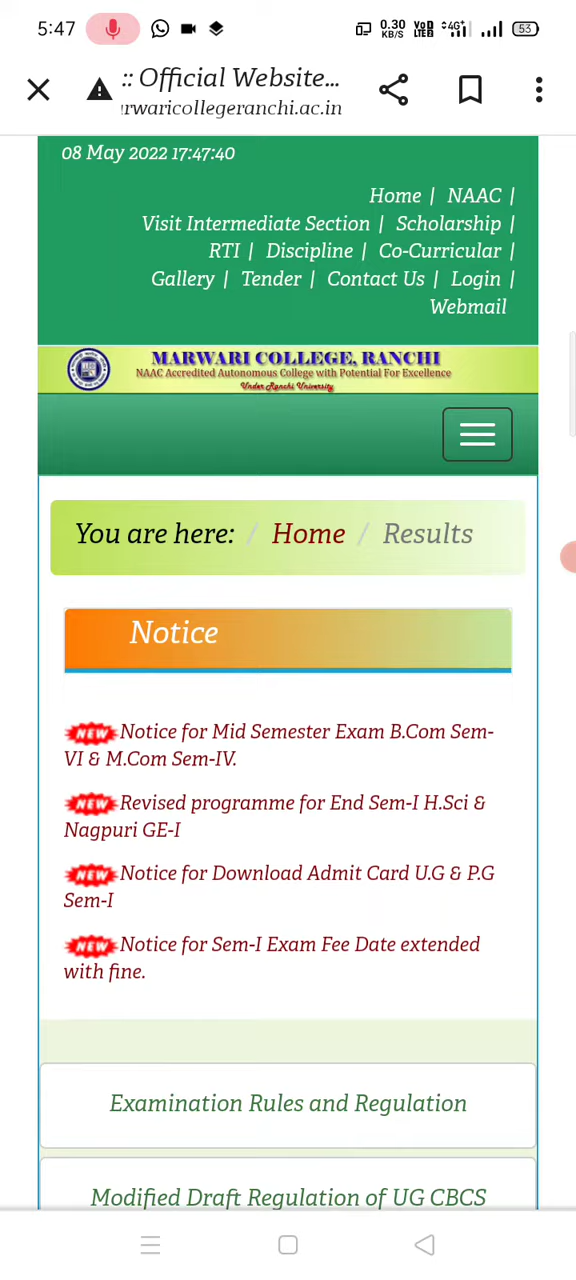 5:47
0.30 KB/S VoD LTE2 4G+ 53
:: Official Website...
rwaricollegeranchi.ac.in
08 May 2022 17:47:40
Home | NAAC |
Visit Intermediate Section | Scholarship |
RTI | Discipline | Co-Curricular |
Gallery | Tender | Contact Us | Login |
Webmail
MARWARI COLLEGE, RANCHI
NAAC Accredited Autonomous College with Potential For Excellence
Under Ranchi University
You are here: / Home / Results
Notice
NEW Notice for Mid Semester Exam B.Com Sem-
VI & M.Com Sem-IV.
NEW Revised programme for End Sem-I H.Sci &
Nagpuri GE-I
NEW Notice for Download Admit Card U.G & P.G
Sem-I
NEW Notice for Sem-I Exam Fee Date extended
with fine.
Examination Rules and Regulation
Modified Draft Regulation of UG CBCS